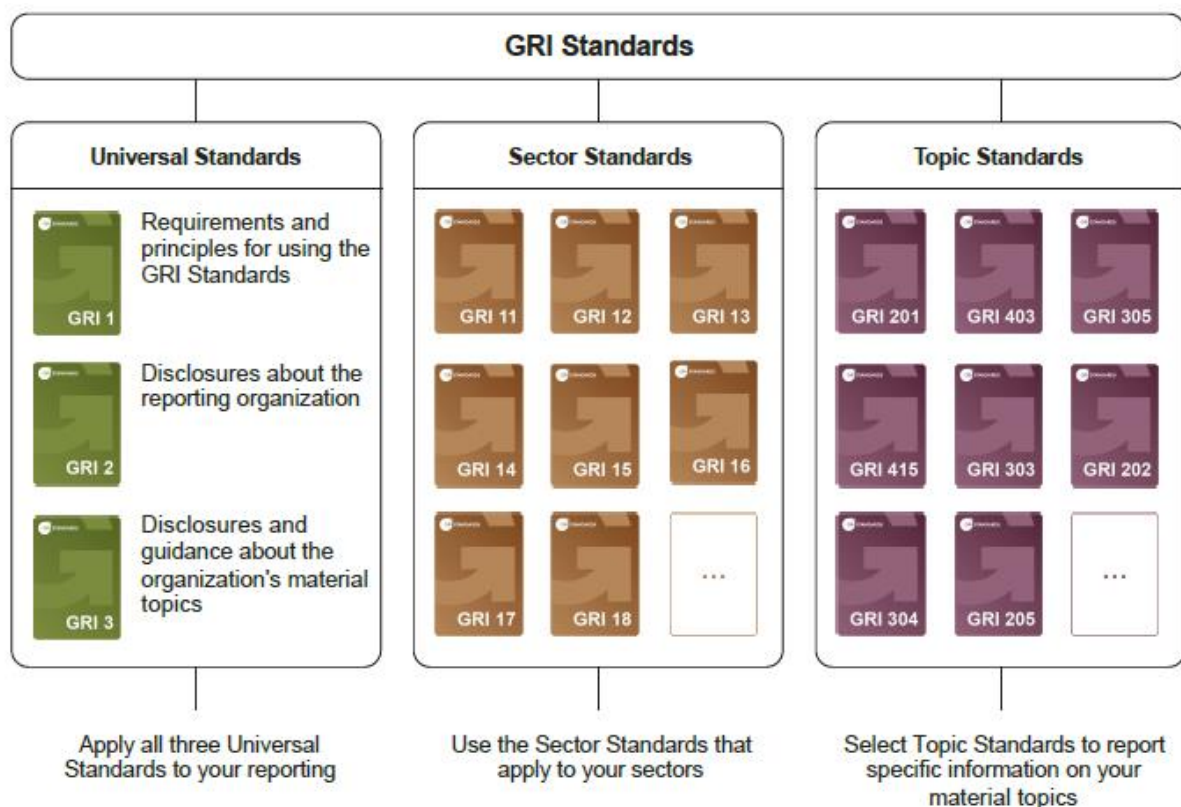 GRI Standards
Universal Standards
GRI 1
Requirements and
principles for using the
GRI Standards
GRI 2
Disclosures about the
reporting organization
GRI 3
Disclosures and
guidance about the
organization's material
topics
Apply all three Universal
Standards to your reporting
Sector Standards
GRI 11
GRI 12
GRI 13
GRI 14
GRI 15
GRI 16
GRI 17
GRI 18
...
Use the Sector Standards that
apply to your sectors
Topic Standards
GRI 201
GRI 403
GRI 305
GRI 415
GRI 303
GRI 202
GRI 304
GRI 205
...
Select Topic Standards to report
specific information on your
material topics